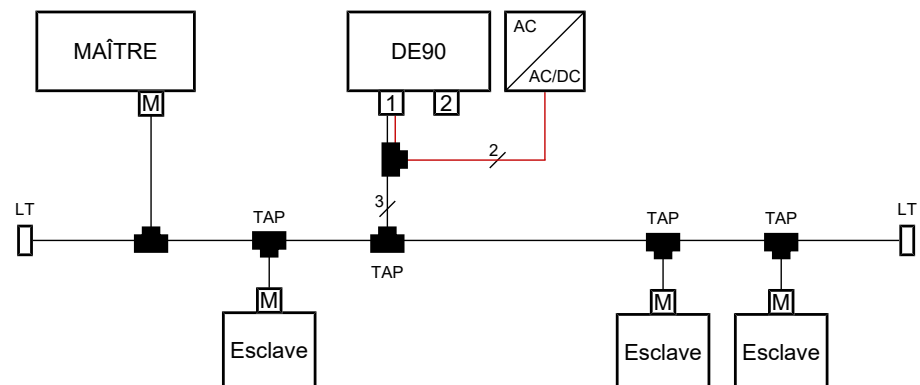 MAÎTRE
DE90
AC
AC/DC
M
1
2
2
3
LT
TAP
TAP
TAP
LT
TAP
M
M
M
Esclave
Esclave
Esclave